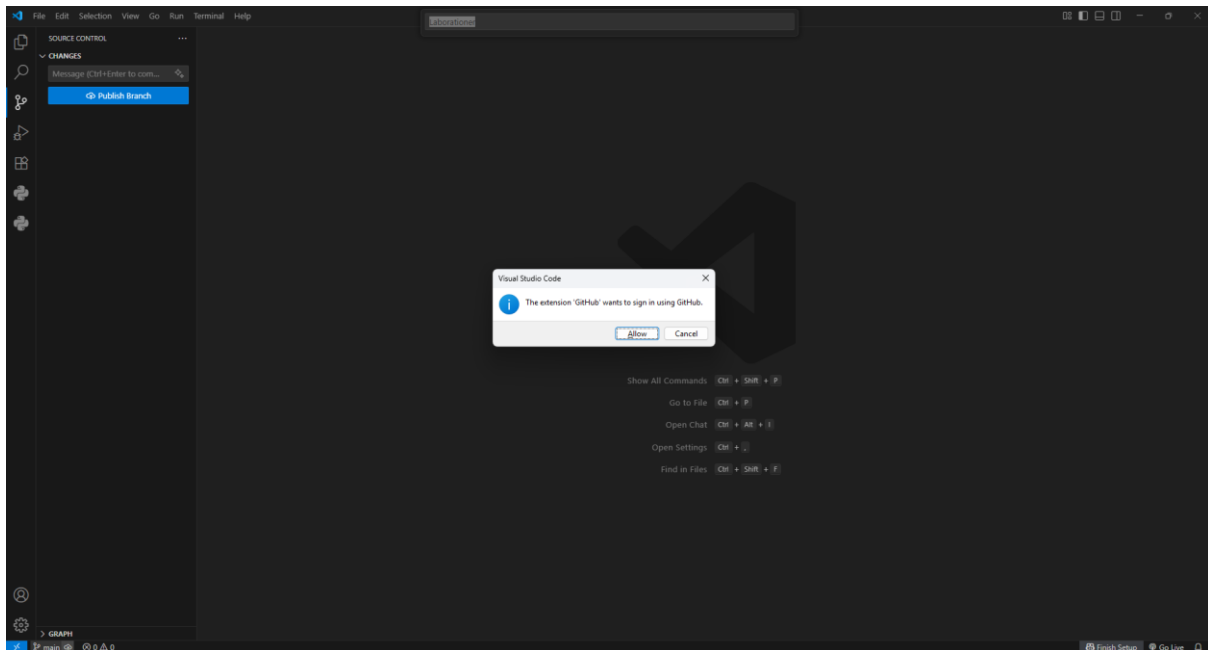 File Edit Selection View Go Run Terminal Help
Laborationer
SOURCE CONTROL
CHANGES
Message (Ctrl+Enter to com...
Publish Branch
Visual Studio Code
The extension 'GitHub' wants to sign in using GitHub.
Allow Cancel
Show All Commands Ctrl + Shift + P
Go to File Ctrl + P
Open Chat Ctrl + Alt + I
Open Settings Ctrl + ,
Find in Files Ctrl + Shift + F
GRAPH
main 0 0 Finish Setup Go Live